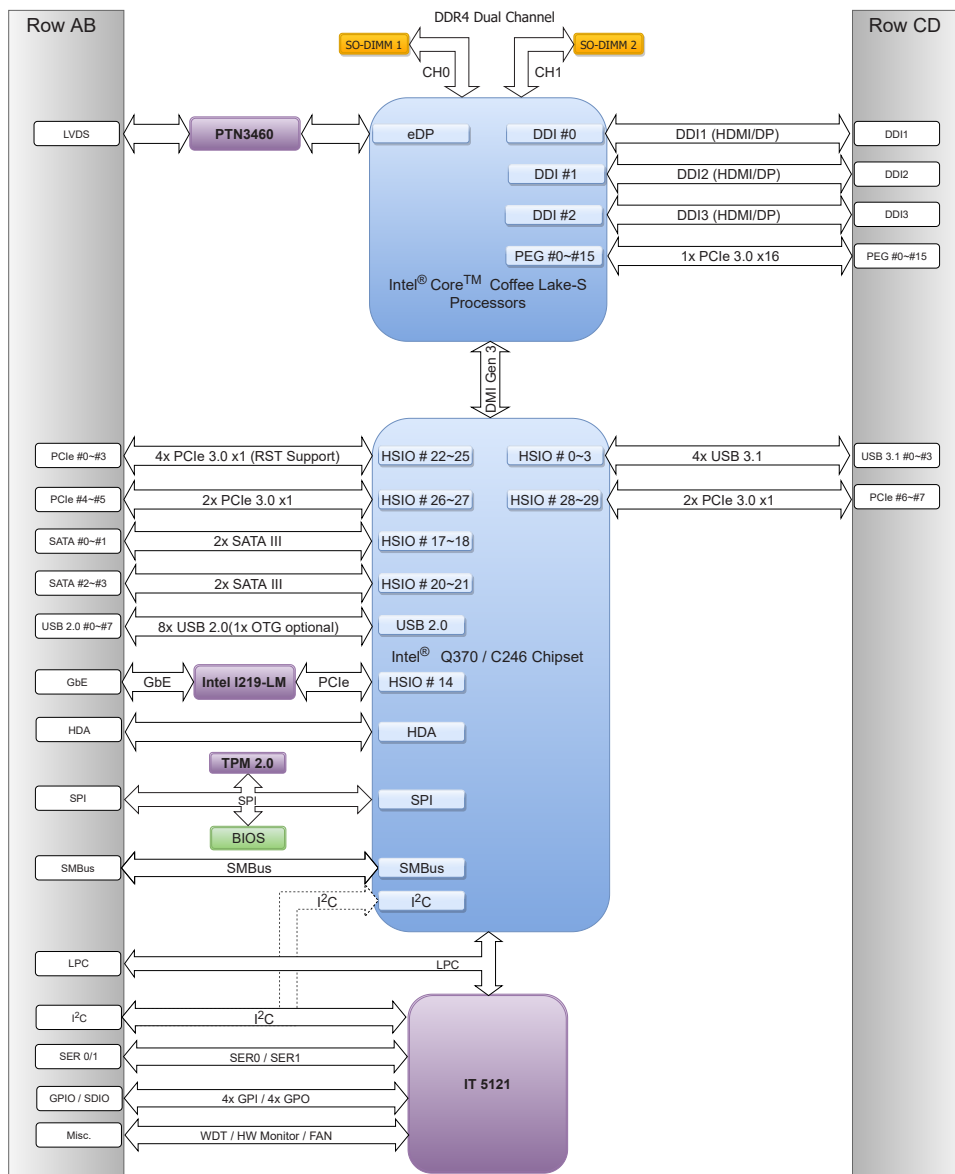 Row AB
DDR4 Dual Channel
Row CD
SO-DIMM 1
SO-DIMM 2
CH0
CH1
LVDS
PTN3460
eDP
DDI #0
DDI1 (HDMI/DP)
DDI1
DDI #1
DDI2 (HDMI/DP)
DDI2
DDI #2
DDI3 (HDMI/DP)
DDI3
PEG #0~#15
1x PCIe 3.0 x16
PEG #0~#15
Intel® Core™ Coffee Lake-S
Processors
DMI Gen 3
PCIe #0~#3
4x PCIe 3.0 x1 (RST Support)
HSIO # 22~25
HSIO # 0~3
4x USB 3.1
USB 3.1 #0~#3
PCIe #4~#5
2x PCIe 3.0 x1
HSIO # 26~27
HSIO # 28~29
2x PCIe 3.0 x1
PCIe #6~#7
SATA #0~#1
2x SATA III
HSIO # 17~18
SATA #2~#3
2x SATA III
HSIO # 20~21
USB 2.0 #0~#7
8x USB 2.0(1x OTG optional)
USB 2.0
Intel® Q370 / C246 Chipset
GbE
GbE
Intel I219-LM
PCIe
HSIO # 14
HDA
HDA
TPM 2.0
SPI
SPI
SPI
BIOS
SMBus
SMBus
SMBus
I²C
I²C
LPC
LPC
I²C
I²C
SER 0/1
SER0 / SER1
IT 5121
GPIO / SDIO
4x GPI / 4x GPO
Misc.
WDT / HW Monitor / FAN